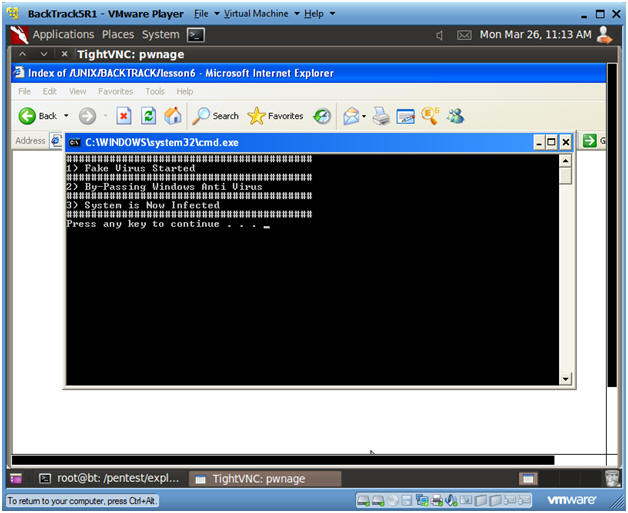 BackTrack5R1 - VMware Player File Virtual Machine Help
Applications Places System Mon Mar 26, 11:13 AM
TightVNC: pwnage
Index of /UNIX/BACKTRACK/lesson6 - Microsoft Internet Explorer
File Edit View Favorites Tools Help
Back Search Favorites
Address G
C:\WINDOWS\system32\cmd.exe
########################################
1) Fake Virus Started
########################################
2) By-Passing Windows Anti Virus
########################################
3) System is Now Infected
########################################
Press any key to continue . . . _
root@bt: /pentest/expl... TightVNC: pwnage
To return to your computer, press Ctrl+Alt. vmware